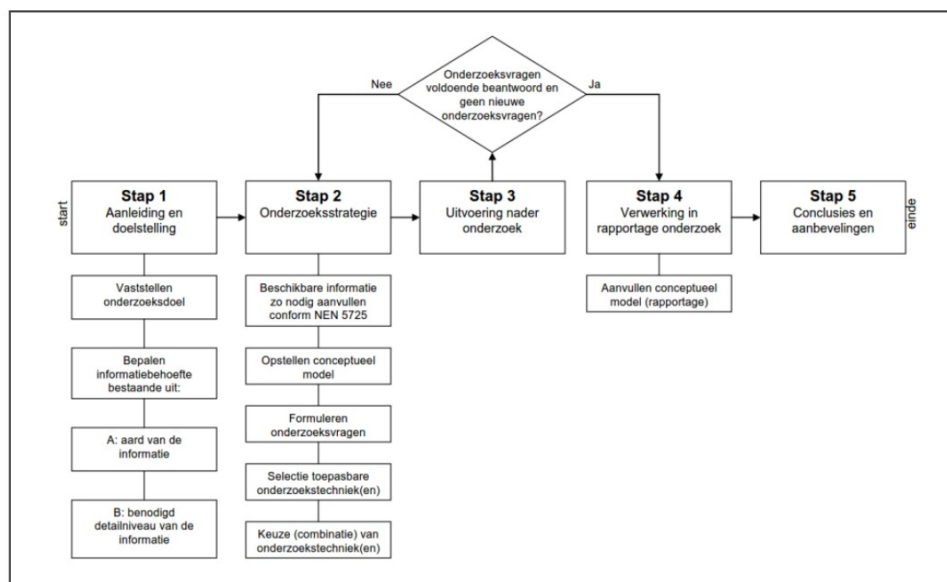 Onderzoeksvragen
voldoende beantwoord en
geen nieuwe
onderzoeksvragen?
Nee
Ja
start
Stap 1
Aanleiding en
doelstelling
Stap 2
Onderzoeksstrategie
Stap 3
Uitvoering nader
onderzoek
Stap 4
Verwerking in
rapportage onderzoek
Stap 5
Conclusies en
aanbevelingen
einde
Vaststellen
onderzoeksdoel
Bepalen
informatiebehoefte
bestaande uit:
A: aard van de
informatie
B: benodigd
detailniveau van de
informatie
Beschikbare informatie
zo nodig aanvullen
conform NEN 5725
Opstellen conceptueel
model
Formuleren
onderzoeksvragen
Selectie toepasbare
onderzoekstechniek(en)
Keuze (combinatie) van
onderzoekstechniek(en)
Aanvullen conceptueel
model (rapportage)